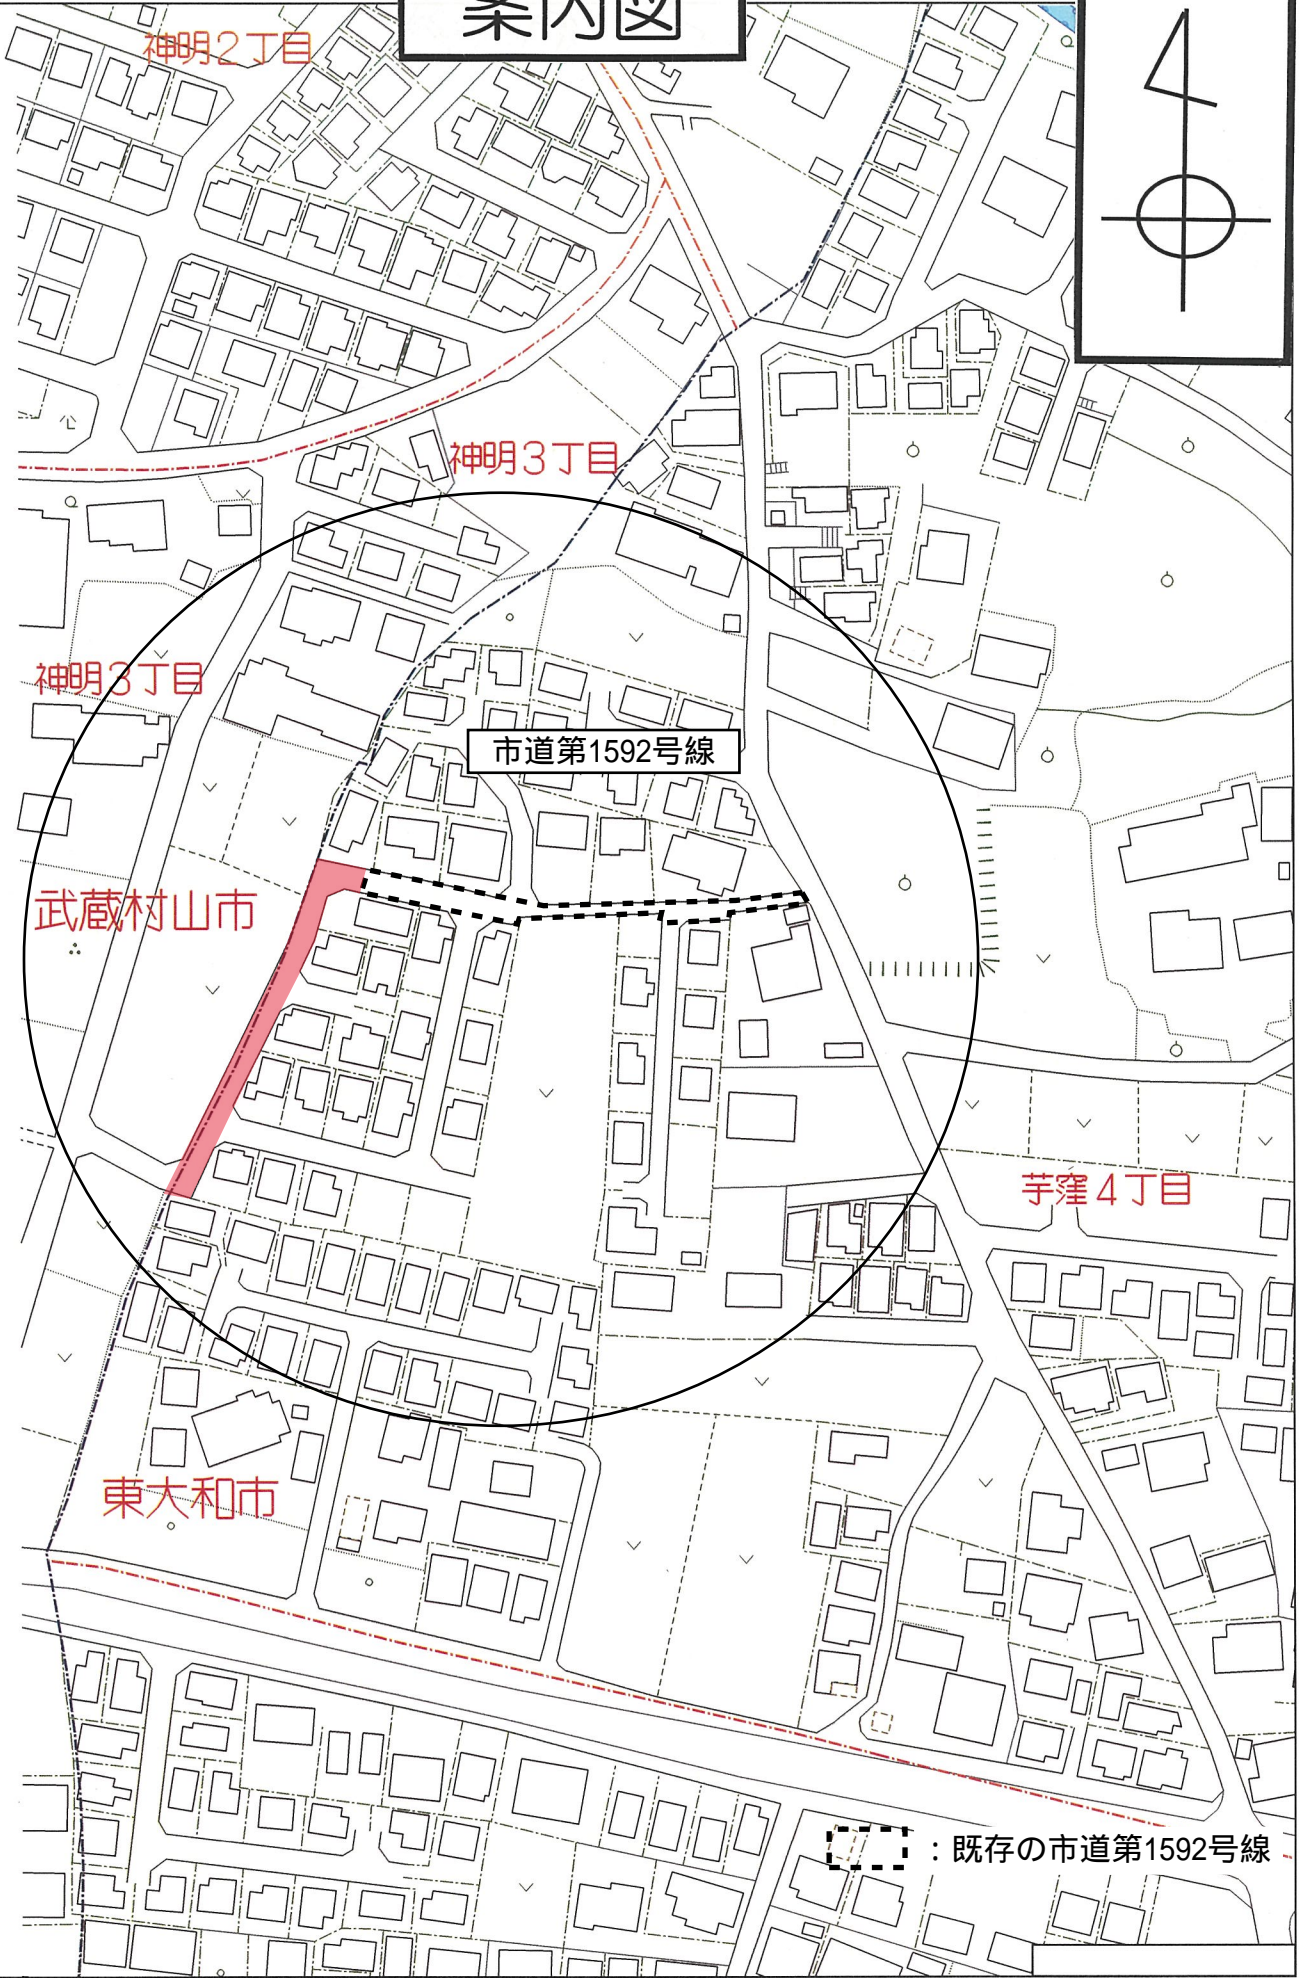 案内図
神明2丁目
神明3丁目
神明3丁目
市道第1592号線
武蔵村山市
芋窪4丁目
東大和市
：既存の市道第1592号線